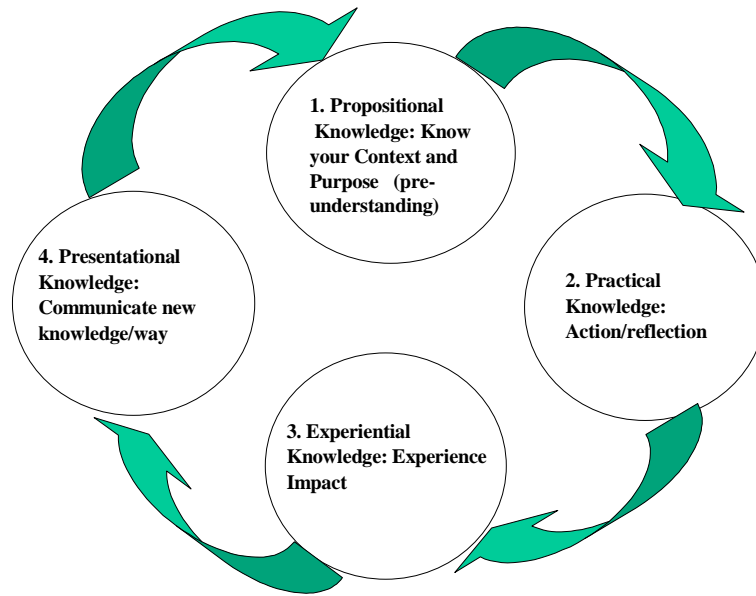 1. Propositional
Knowledge: Know
your Context and
Purpose (pre-
understanding)
2. Practical
Knowledge:
Action/reflection
3. Experiential
Knowledge: Experience
Impact
4. Presentational
Knowledge:
Communicate new
knowledge/way